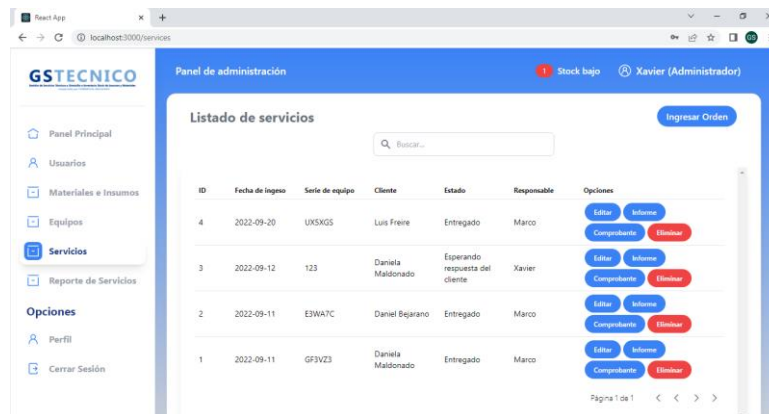 React App
localhost:3000/services
GS
GSTECNICO
Panel de administración
1 Stock bajo
Xavier (Administrador)
Panel Principal
Usuarios
Materiales e Insumos
Equipos
Servicios
Reporte de Servicios
Opciones
Perfil
Cerrar Sesión
Listado de servicios
Ingresar Orden
Buscar...
ID Fecha de ingeso Serie de equipo Cliente Estado Responsable Opciones
4 2022-09-20 UX5XGS Luis Freire Entregado Marco
Editar Informe
Comprobante Eliminar
3 2022-09-12 123 Daniela Maldonado Esperando respuesta del cliente Xavier
Editar Informe
Comprobante Eliminar
2 2022-09-11 E3WA7C Daniel Bejarano Entregado Marco
Editar Informe
Comprobante Eliminar
1 2022-09-11 GF3VZ3 Daniela Maldonado Entregado Marco
Editar Informe
Comprobante Eliminar
Página 1 de 1